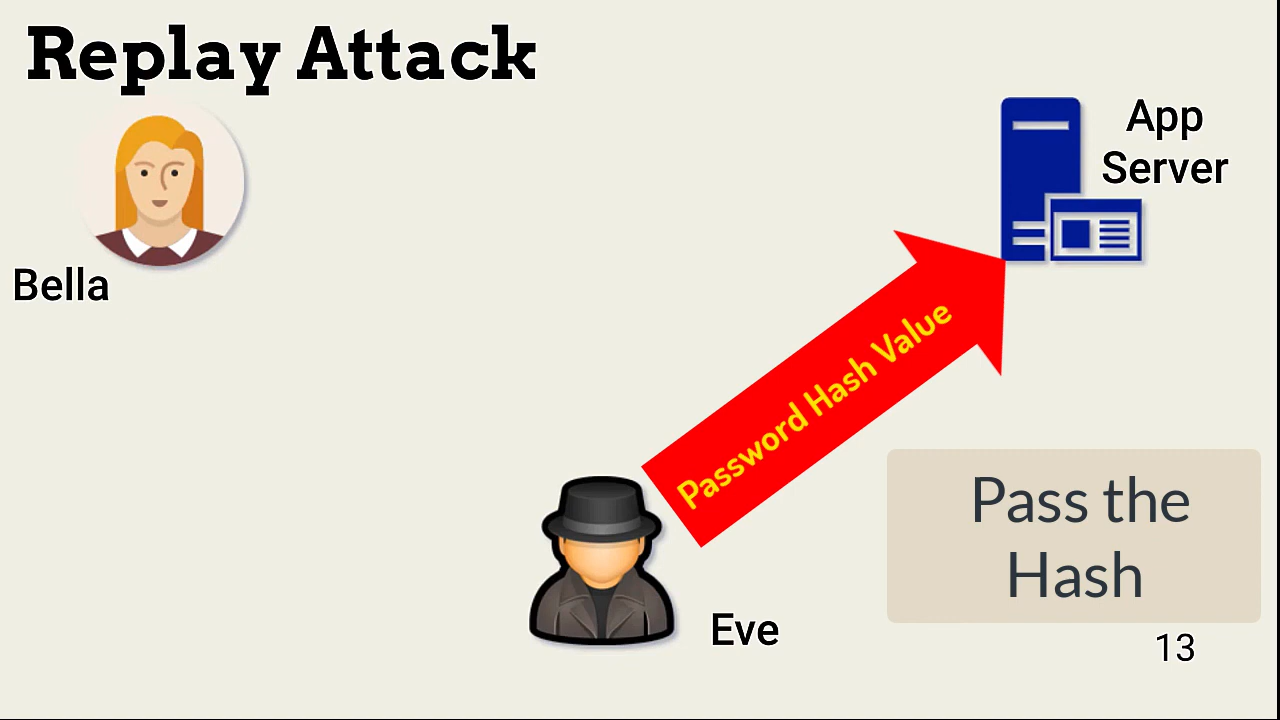 Replay Attack
App
Server
Bella
Password Hash Value
Pass the
Hash
Eve
13